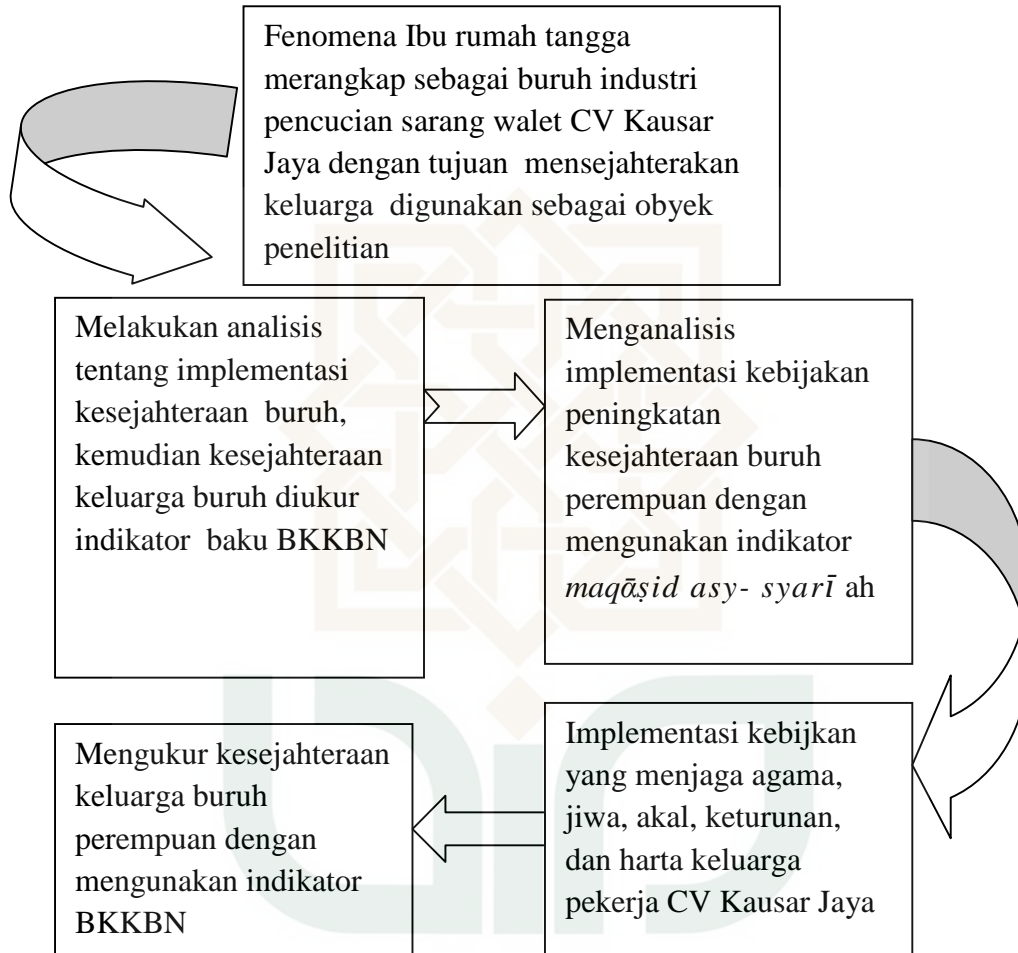 Fenomena Ibu rumah tangga
merangkap sebagai buruh industri
pencucian sarang walet CV Kausar
Jaya dengan tujuan mensejahterakan
keluarga digunakan sebagai obyek
penelitian
Melakukan analisis
tentang implementasi
kesejahteraan buruh,
kemudian kesejahteraan
keluarga buruh diukur
indikator baku BKKBN
Menganalisis
implementasi kebijakan
peningkatan
kesejahteraan buruh
perempuan dengan
mengunakan indikator
maqāṣid asy- syarī ah
Implementasi kebijkan
yang menjaga agama,
jiwa, akal, keturunan,
dan harta keluarga
pekerja CV Kausar Jaya
Mengukur kesejahteraan
keluarga buruh
perempuan dengan
mengunakan indikator
BKKBN